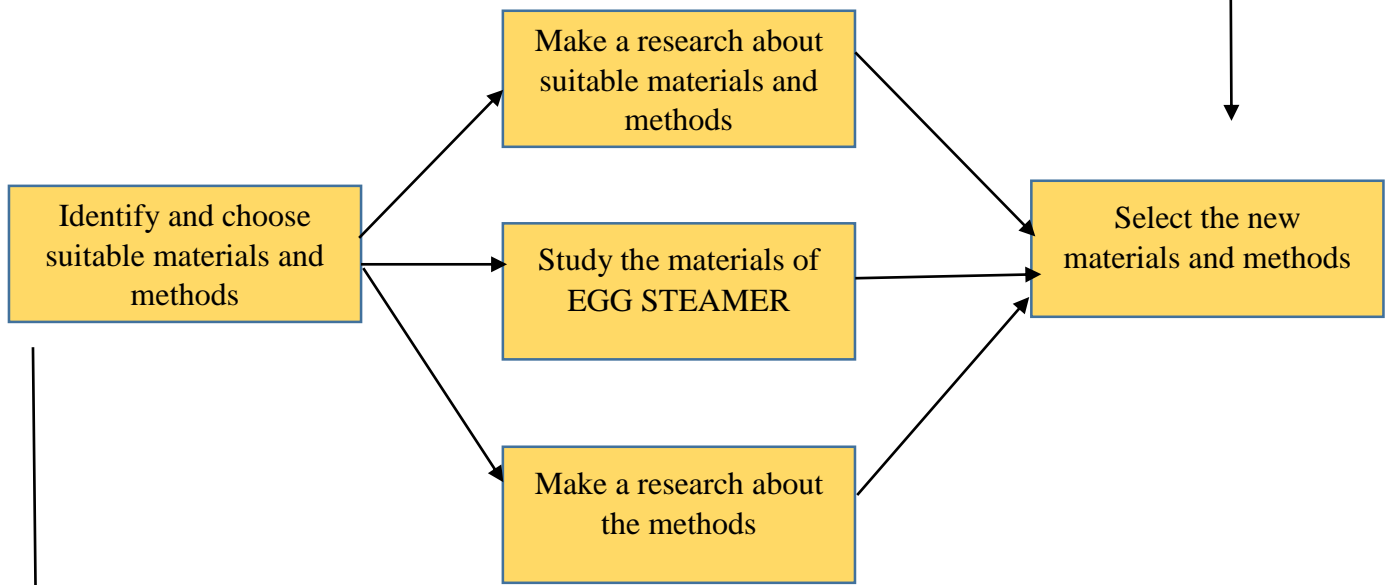 Make a research about
suitable materials and
methods
Identify and choose
suitable materials and
methods
Study the materials of
EGG STEAMER
Make a research about
the methods
Select the new
materials and methods